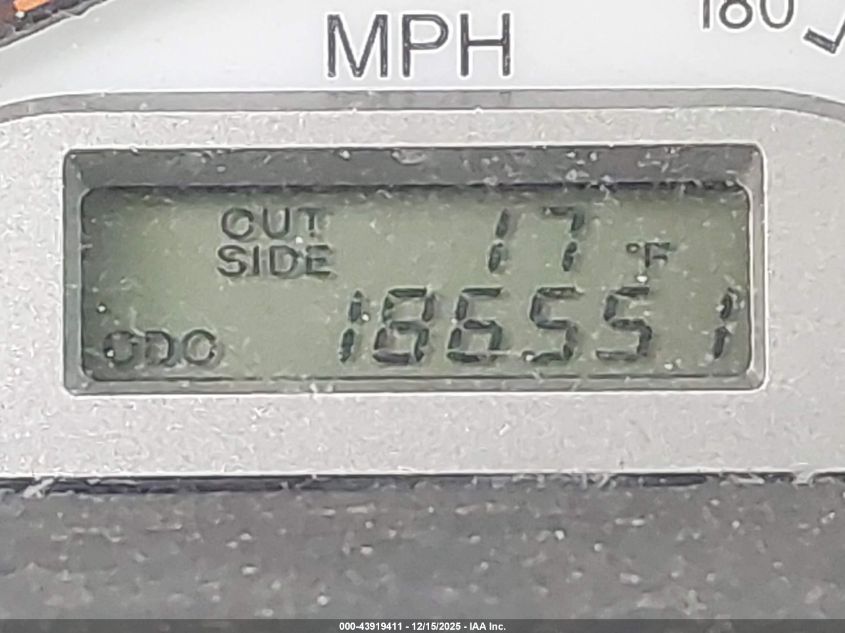 MPH
180
OUT
SIDE
17 °F
ODO 186551
000-43919411 - 12/15/2025 - IAA Inc.